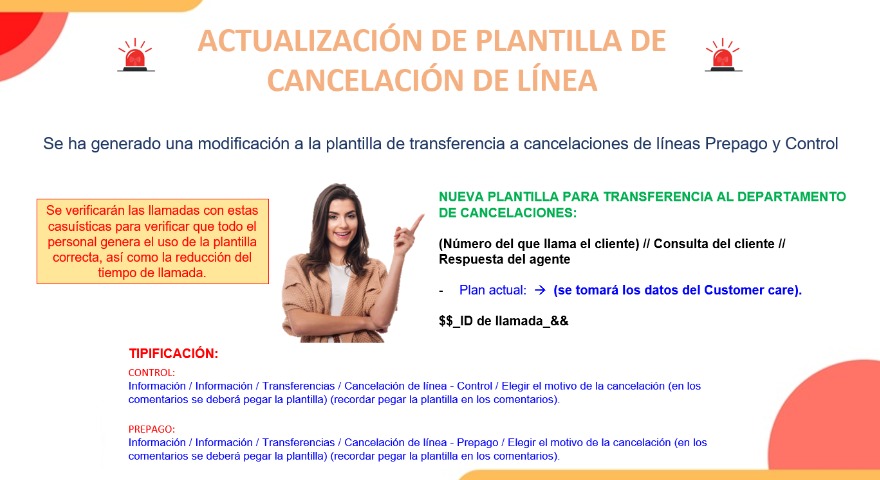 ACTUALIZACIÓN DE PLANTILLA DE
CANCELACIÓN DE LÍNEA
Se ha generado una modificación a la plantilla de transferencia a cancelaciones de líneas Prepago y Control
Se verificarán las llamadas con estas
casuísticas para verificar que todo el
personal genera el uso de la plantilla
correcta, así como la reducción del
tiempo de llamada.
NUEVA PLANTILLA PARA TRANSFERENCIA AL DEPARTAMENTO
DE CANCELACIONES:
(Número del que llama el cliente) // Consulta del cliente //
Respuesta del agente
- Plan actual: → (se tomará los datos del Customer care).
$$_ID de llamada_&&
TIPIFICACIÓN:
CONTROL:
Información / Información / Transferencias / Cancelación de línea - Control / Elegir el motivo de la cancelación (en los
comentarios se deberá pegar la plantilla) (recordar pegar la plantilla en los comentarios).
PREPAGO:
Información / Información / Transferencias / Cancelación de línea - Prepago / Elegir el motivo de la cancelación (en los
comentarios se deberá pegar la plantilla) (recordar pegar la plantilla en los comentarios).